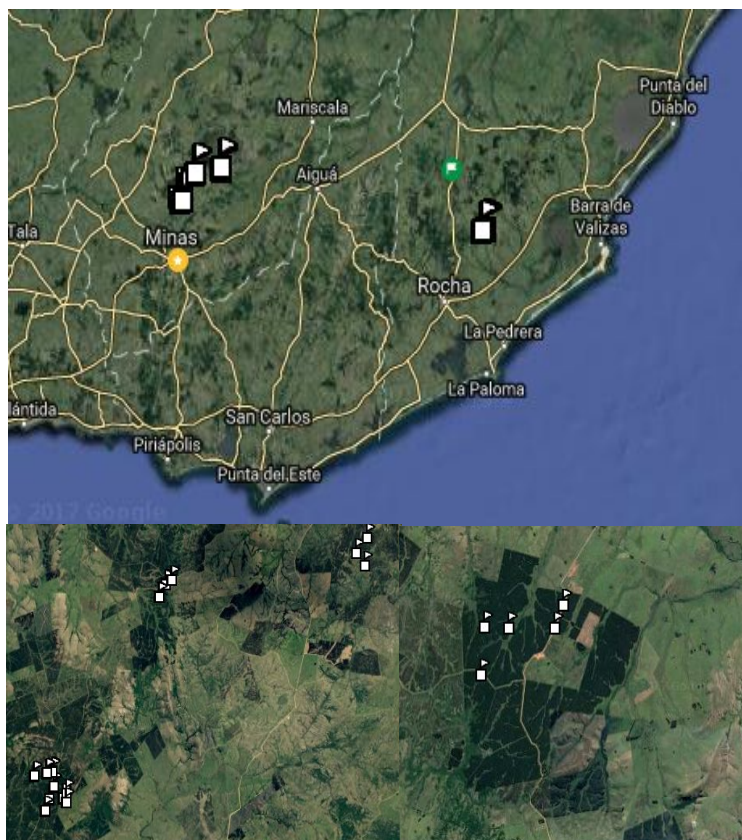 Punta del
Diablo
Mariscala
Aiguá
Barra de
Valizas
Tala
Minas
Rocha
La Pedrera
La Paloma
lántida
San Carlos
Piriápolis
Punta del Este
© 2017 Google